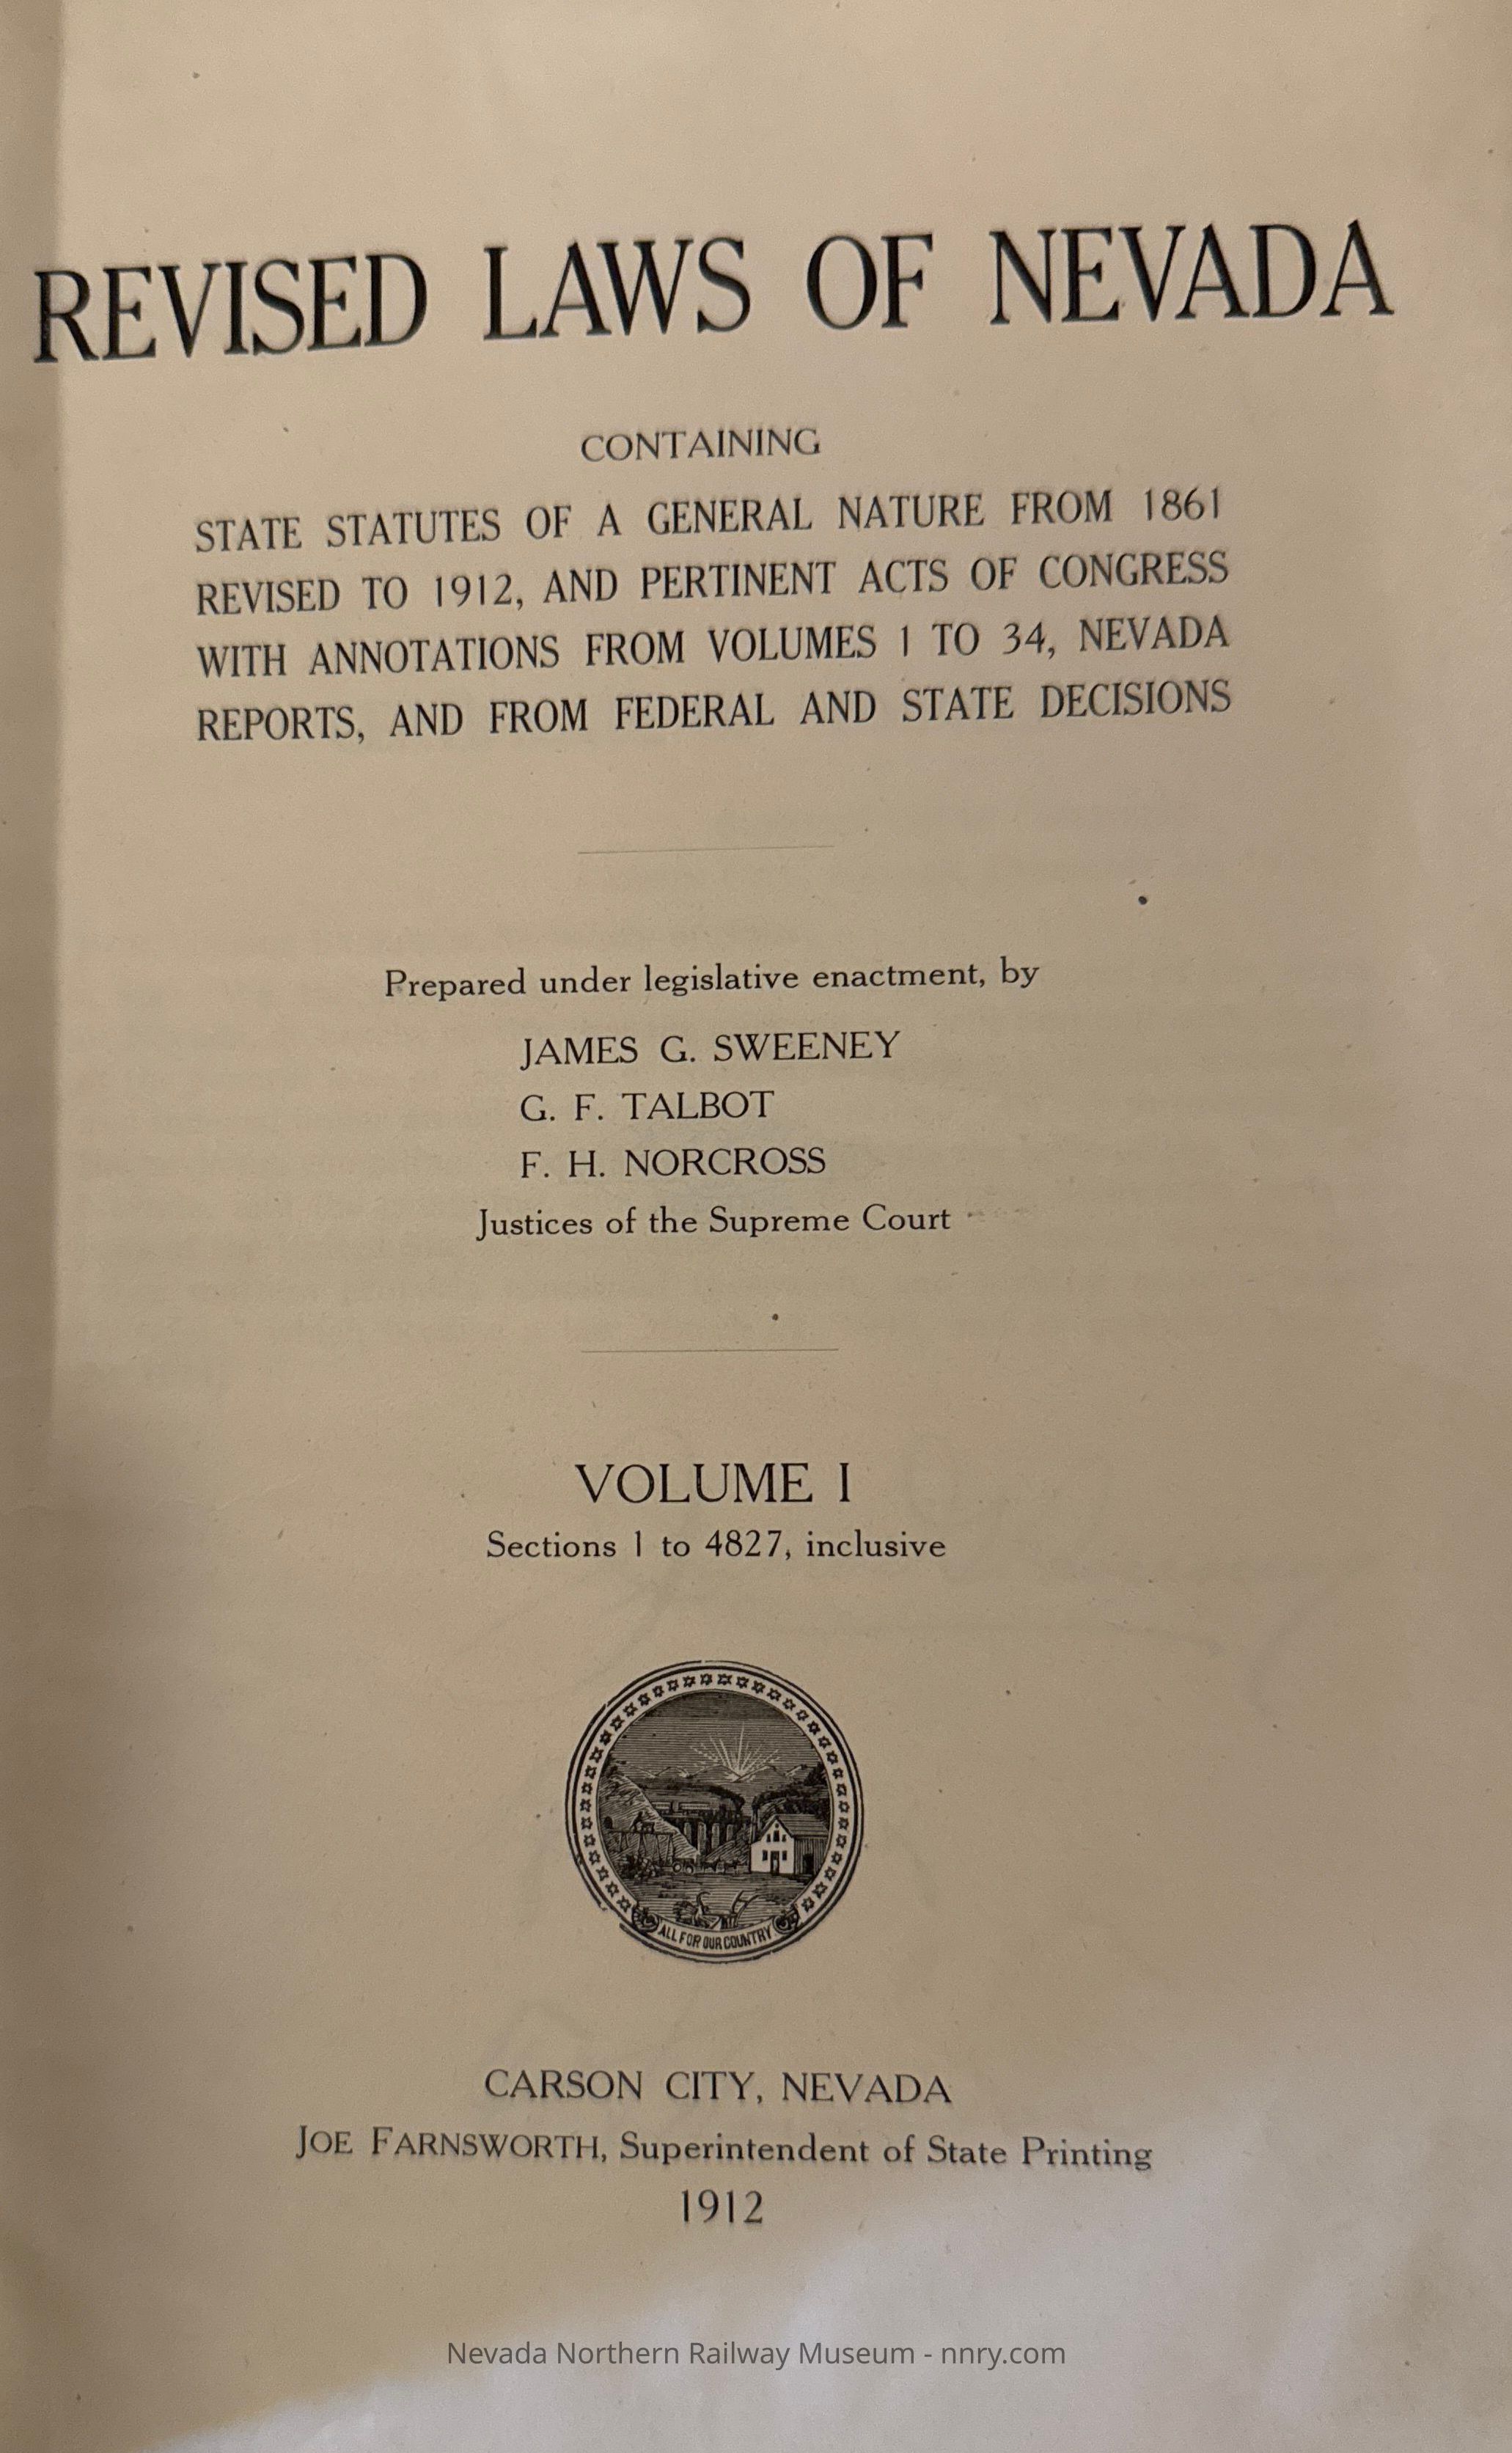 REVISED LAWS OF NEVADA
CONTAINING
STATE STATUTES OF A GENERAL NATURE FROM 1861
REVISED TO 1912, AND PERTINENT ACTS OF CONGRESS
WITH ANNOTATIONS FROM VOLUMES 1 TO 34, NEVADA
REPORTS, AND FROM FEDERAL AND STATE DECISIONS
Prepared under legislative enactment, by
JAMES G. SWEENEY
G. F. TALBOT
F. H. NORCROSS
Justices of the Supreme Court
VOLUME I
Sections 1 to 4827, inclusive
ALL FOR OUR COUNTRY
CARSON CITY, NEVADA
JOE FARNSWORTH, Superintendent of State Printing
1912
Nevada Northern Railway Museum - nnry.com